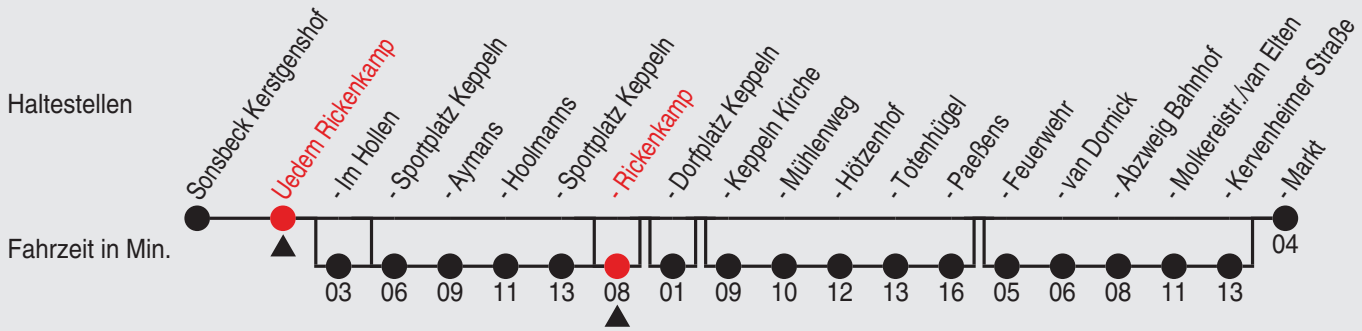 Haltestellen
Sonsbeck Kerstgenshof
Uedem Rickenkamp
- Im Hollen
- Sportplatz Keppeln
- Aymans
- Hoolmanns
- Sportplatz Keppeln
- Rickenkamp
- Dorfplatz Keppeln
- Keppeln Kirche
- Mühlenweg
- Hötzenhof
- Totenhügel
- Paeßens
- Feuerwehr
- van Dornick
- Abzweig Bahnhof
- Molkereistr./van Elten
- Kervenheimer Straße
- Markt
Fahrzeit in Min.
03 06 09 11 13 08 01 09 10 12 13 16 05 06 08 11 13 04